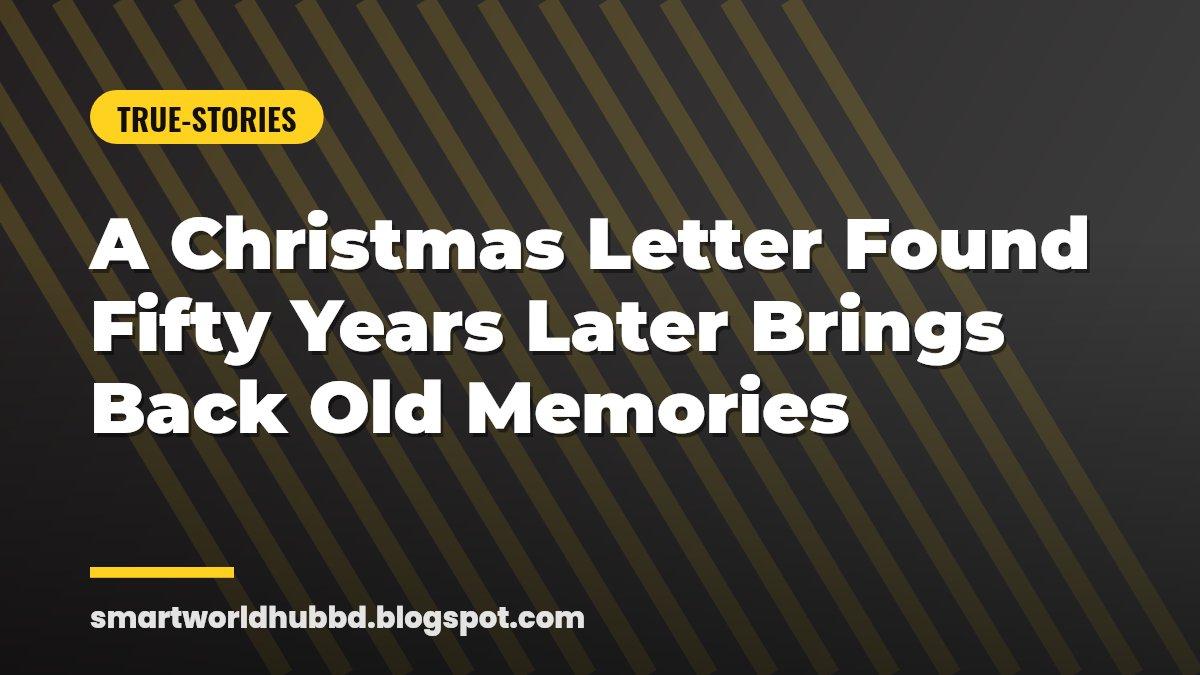 TRUE-STORIES
A Christmas Letter Found
Fifty Years Later Brings
Back Old Memories
smartworldhubbd.blogspot.com